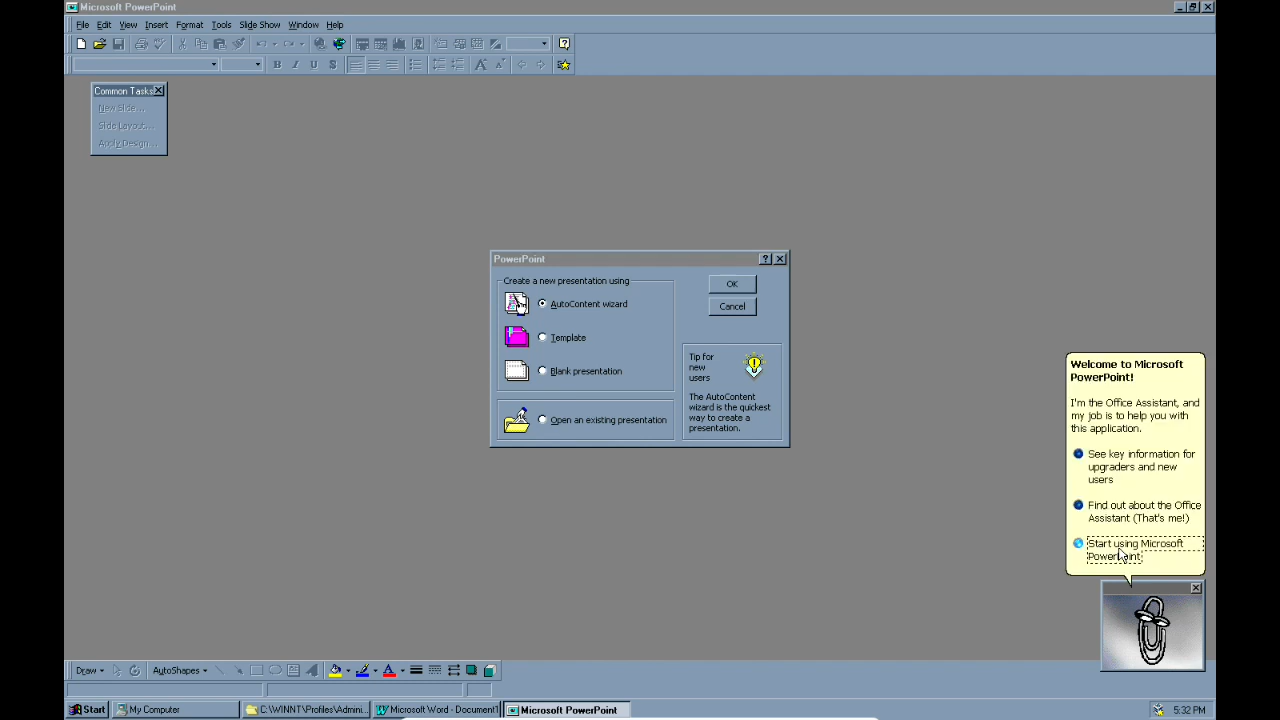 Microsoft PowerPoint
File Edit View Insert Format Tools Slide Show Window Help
B I U S
Common Tasks
New Slide...
Slide Layout...
Apply Design...
PowerPoint
Create a new presentation using
OK
AutoContent wizard
Cancel
Template
Tip for
new
users
Blank presentation
The AutoContent
wizard is the quickest
way to create a
presentation.
Open an existing presentation
Welcome to Microsoft
PowerPoint!
I'm the Office Assistant, and
my job is to help you with
this application.
See key information for
upgraders and new
users
Find out about the Office
Assistant (That's me!)
Start using Microsoft
PowerPoint
Draw AutoShapes
Start My Computer C:\WINNT\Profiles\Admini... Microsoft Word - Document1 Microsoft PowerPoint 5:32 PM